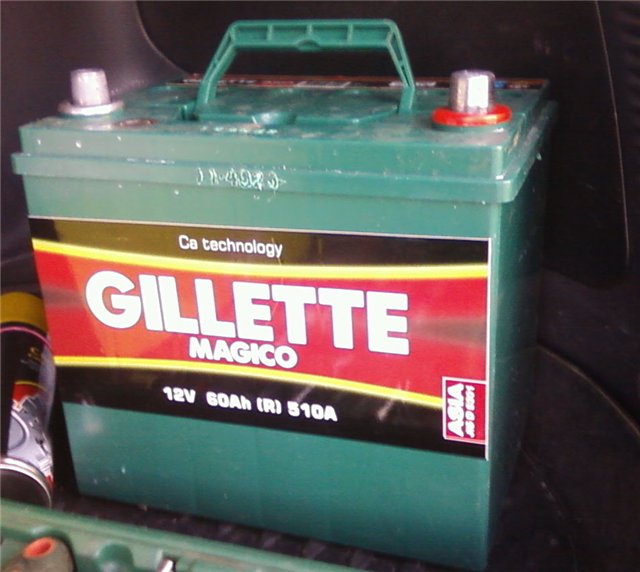 Ca technology
GILLETTE
MAGICO
12V 60Ah (R) 510A
ASIA